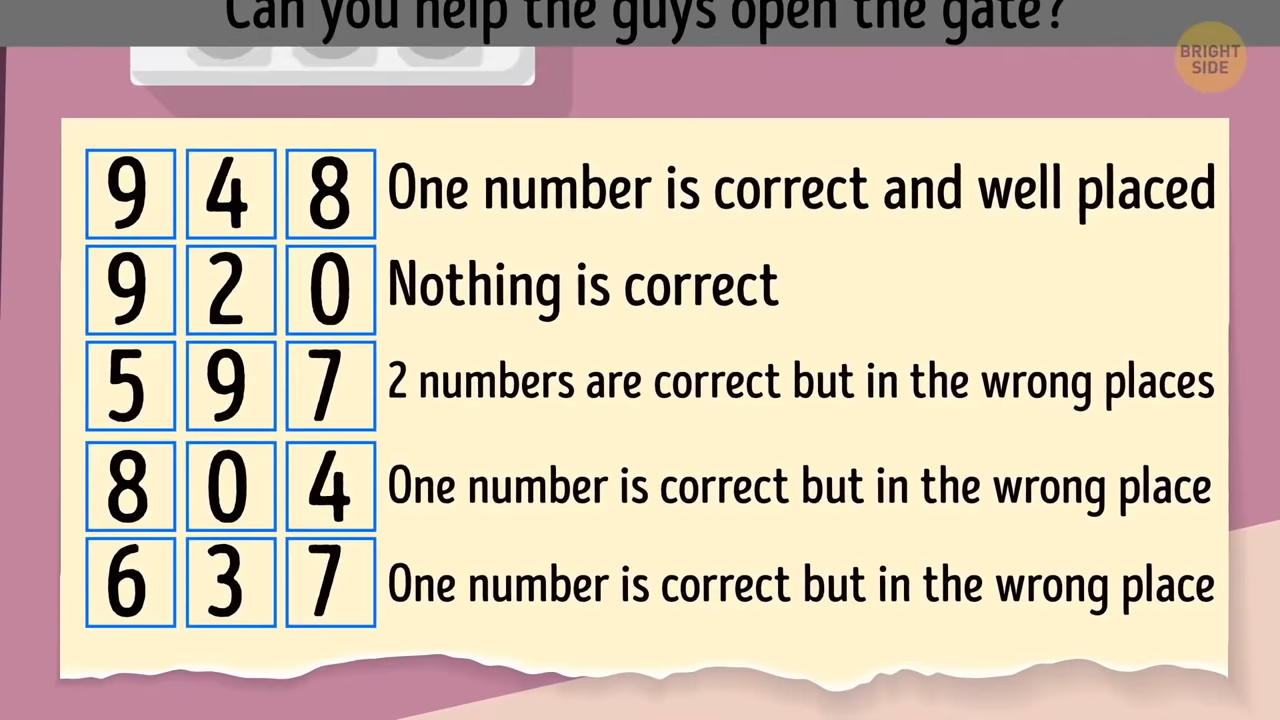 Can you help the guys open the gate?
BRIGHT
SIDE
9 4 8 One number is correct and well placed
9 2 0 Nothing is correct
5 9 7 2 numbers are correct but in the wrong places
8 0 4 One number is correct but in the wrong place
6 3 7 One number is correct but in the wrong place